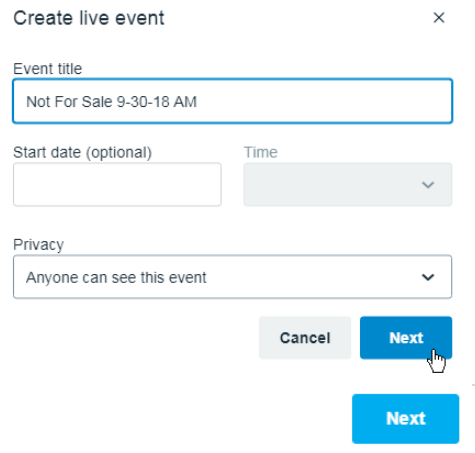 Create live event
Event title
Not For Sale 9-30-18 AM
Start date (optional) Time
Privacy
Anyone can see this event
Cancel Next
Next